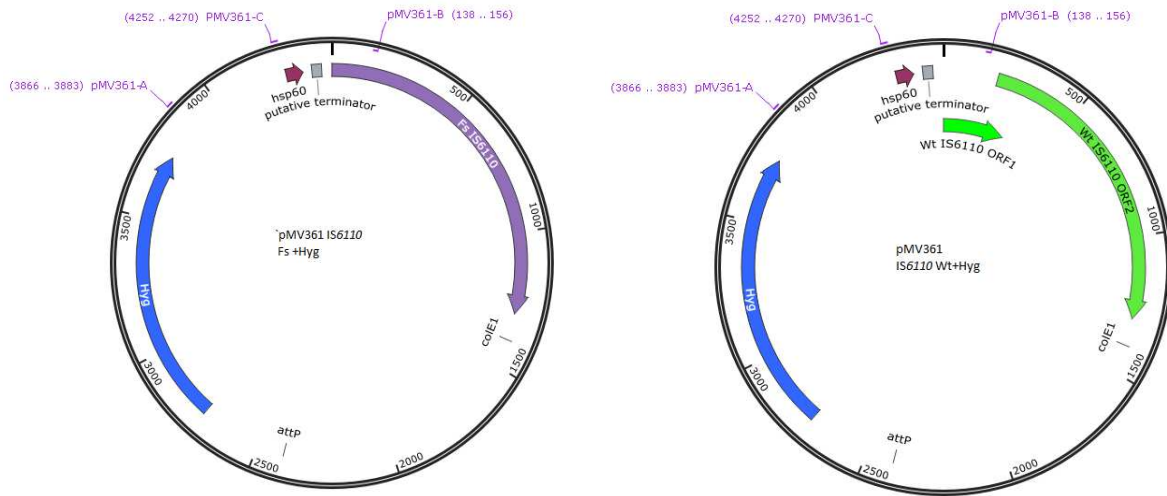 (4252 .. 4270) PMV361-C
pMV361-B (138 .. 156)
(3866 .. 3883) pMV361-A
4000
hsp60
putative terminator
500
Fs IS6110
1000
3500
`pMV361 IS6110
Fs +Hyg
Hyg
colE1
1500
3000
attP
2500
2000
(4252 .. 4270) PMV361-C
pMV361-B (138 .. 156)
(3866 .. 3883) pMV361-A
4000
hsp60
putative terminator
500
Wt IS6110 ORF1
Wt IS6110 ORF2
1000
3500
pMV361
IS6110 Wt+Hyg
Hyg
colE1
1500
3000
attP
2500
2000